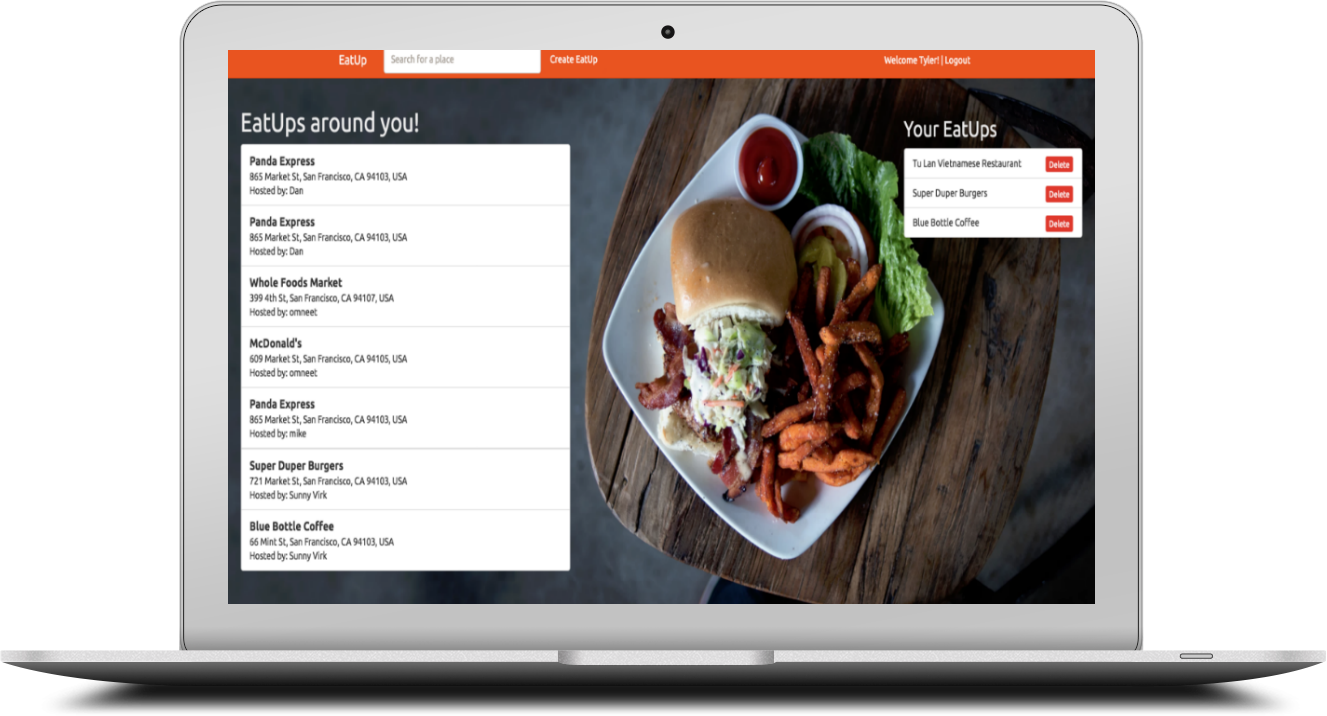 EatUp
Search for a place
Create EatUp
Welcome Tyler! | Logout
EatUps around you!
Panda Express
865 Market St, San Francisco, CA 94103, USA
Hosted by: Dan
Panda Express
865 Market St, San Francisco, CA 94103, USA
Hosted by: Dan
Whole Foods Market
399 4th St, San Francisco, CA 94107, USA
Hosted by: omneet
McDonald's
609 Market St, San Francisco, CA 94105, USA
Hosted by: omneet
Panda Express
865 Market St, San Francisco, CA 94103, USA
Hosted by: mike
Super Duper Burgers
721 Market St, San Francisco, CA 94103, USA
Hosted by: Sunny Virk
Blue Bottle Coffee
66 Mint St, San Francisco, CA 94103, USA
Hosted by: Sunny Virk
Your EatUps
Tu Lan Vietnamese Restaurant Delete
Super Duper Burgers Delete
Blue Bottle Coffee Delete